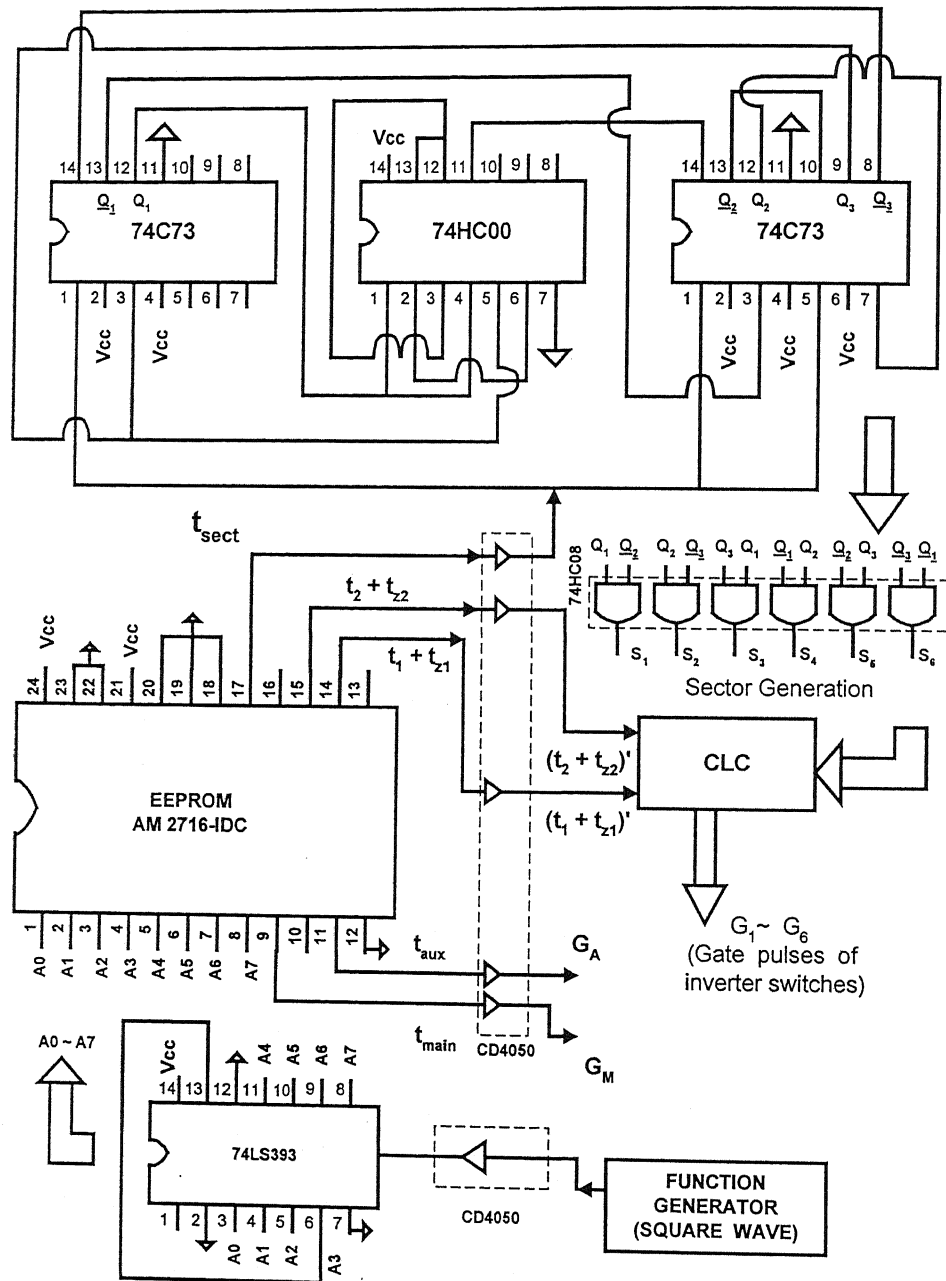 Vcc
14 13 12 11 10 9 8
14 13 12 11 10 9 8
14 13 12 11 10 9 8
Q1 Q1
Q2 Q2 Q3 Q3
74C73
74HC00
74C73
1 2 3 4 5 6 7
1 2 3 4 5 6 7
1 2 3 4 5 6 7
Vcc Vcc
Vcc Vcc Vcc
tsect
t2 + tz2
t1 + tz1
74HC08
Q1 Q2 Q2 Q3 Q3 Q1 Q1 Q2 Q2 Q3 Q3 Q1
S1 S2 S3 S4 S5 S6
Sector Generation
Vcc Vcc
24 23 22 21 20 19 18 17 16 15 14 13
EEPROM
AM 2716-IDC
1 2 3 4 5 6 7 8 9 10 11 12
A0 A1 A2 A3 A4 A5 A6 A7
(t2 + tz2)'
(t1 + tz1)'
CLC
G1~ G6
(Gate pulses of
inverter switches)
taux
GA
tmain
GM
CD4050
A0 ~ A7
Vcc A4 A5 A6 A7
14 13 12 11 10 9 8
74LS393
1 2 3 4 5 6 7
A0 A1 A2 A3
CD4050
FUNCTION
GENERATOR
(SQUARE WAVE)